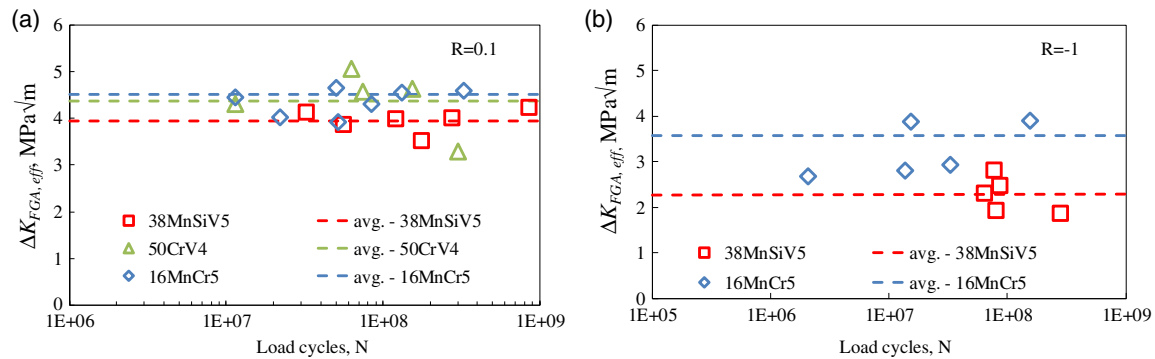 (a)
R=0.1
ΔK_FGA, eff, MPa√m
6
5
4
3
2
1
0
38MnSiV5
avg. - 38MnSiV5
50CrV4
avg. - 50CrV4
16MnCr5
avg. - 16MnCr5
1E+06 1E+07 1E+08 1E+09
Load cycles, N
(b)
R=-1
ΔK_FGA, eff, MPa√m
6
5
4
3
2
1
0
38MnSiV5
avg. - 38MnSiV5
16MnCr5
avg. - 16MnCr5
1E+05 1E+06 1E+07 1E+08 1E+09
Load cycles, N